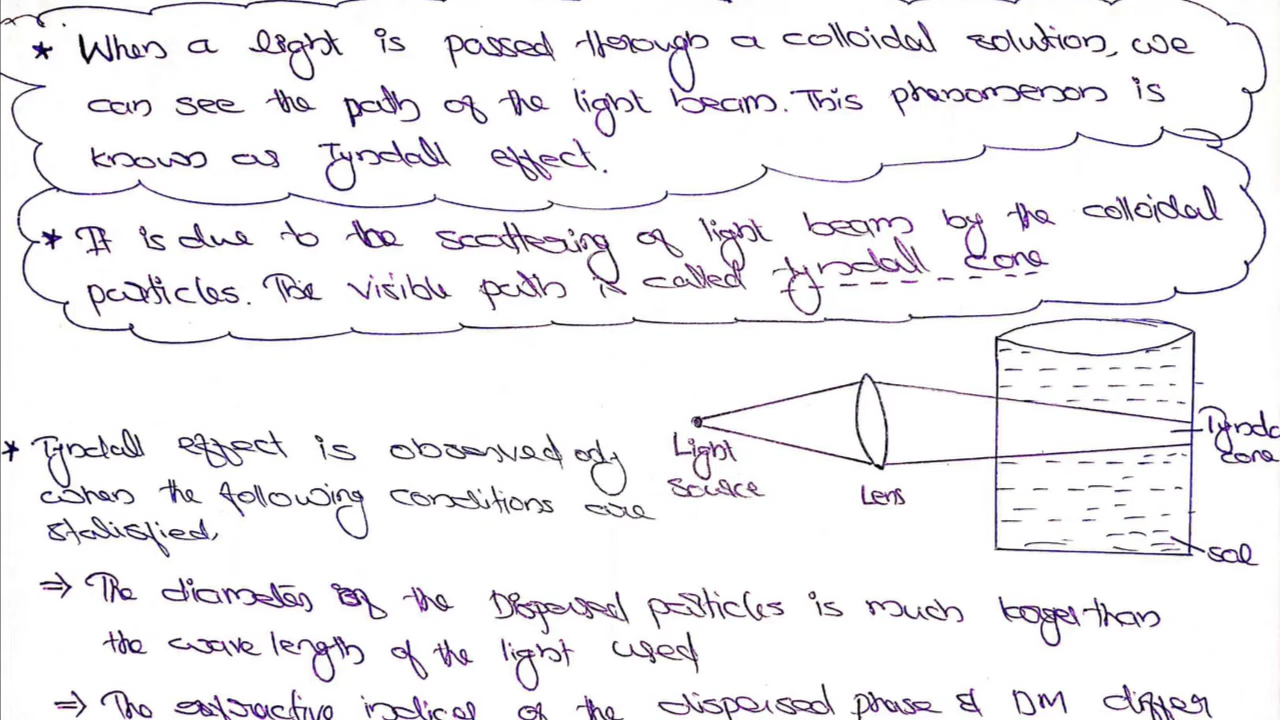 * When a light is passed through a colloidal solution, we
can see the path of the light beam. This phenomenon is
known as Tyndall effect.
* It is due to the scattering of light beam by the colloidal
particles. The visible path is called Tyndall cone
* Tyndall effect is observed only
when the following conditions are
statisfied,
Light
source
Lens
Tynda
cone
sol
⇒ The diameter of the Dispersed particles is much longer than
the wave length of the light used
⇒ The refractive indices of the dispersed phase & DM differ